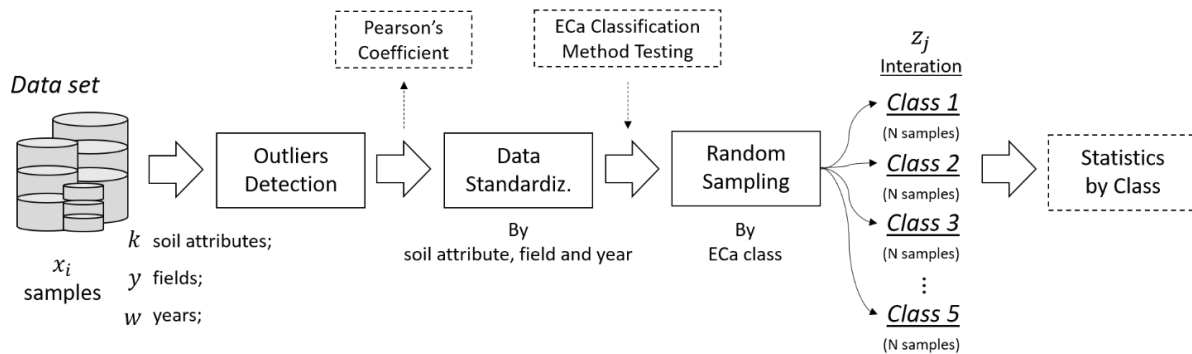 Data set
x_i
samples
k soil attributes;
y fields;
w years;
Outliers
Detection
Pearson's
Coefficient
Data
Standardiz.
By
soil attribute, field and year
ECa Classification
Method Testing
Random
Sampling
By
ECa class
z_j
Interation
Class 1
(N samples)
Class 2
(N samples)
Class 3
(N samples)
⋮
Class 5
(N samples)
Statistics
by Class